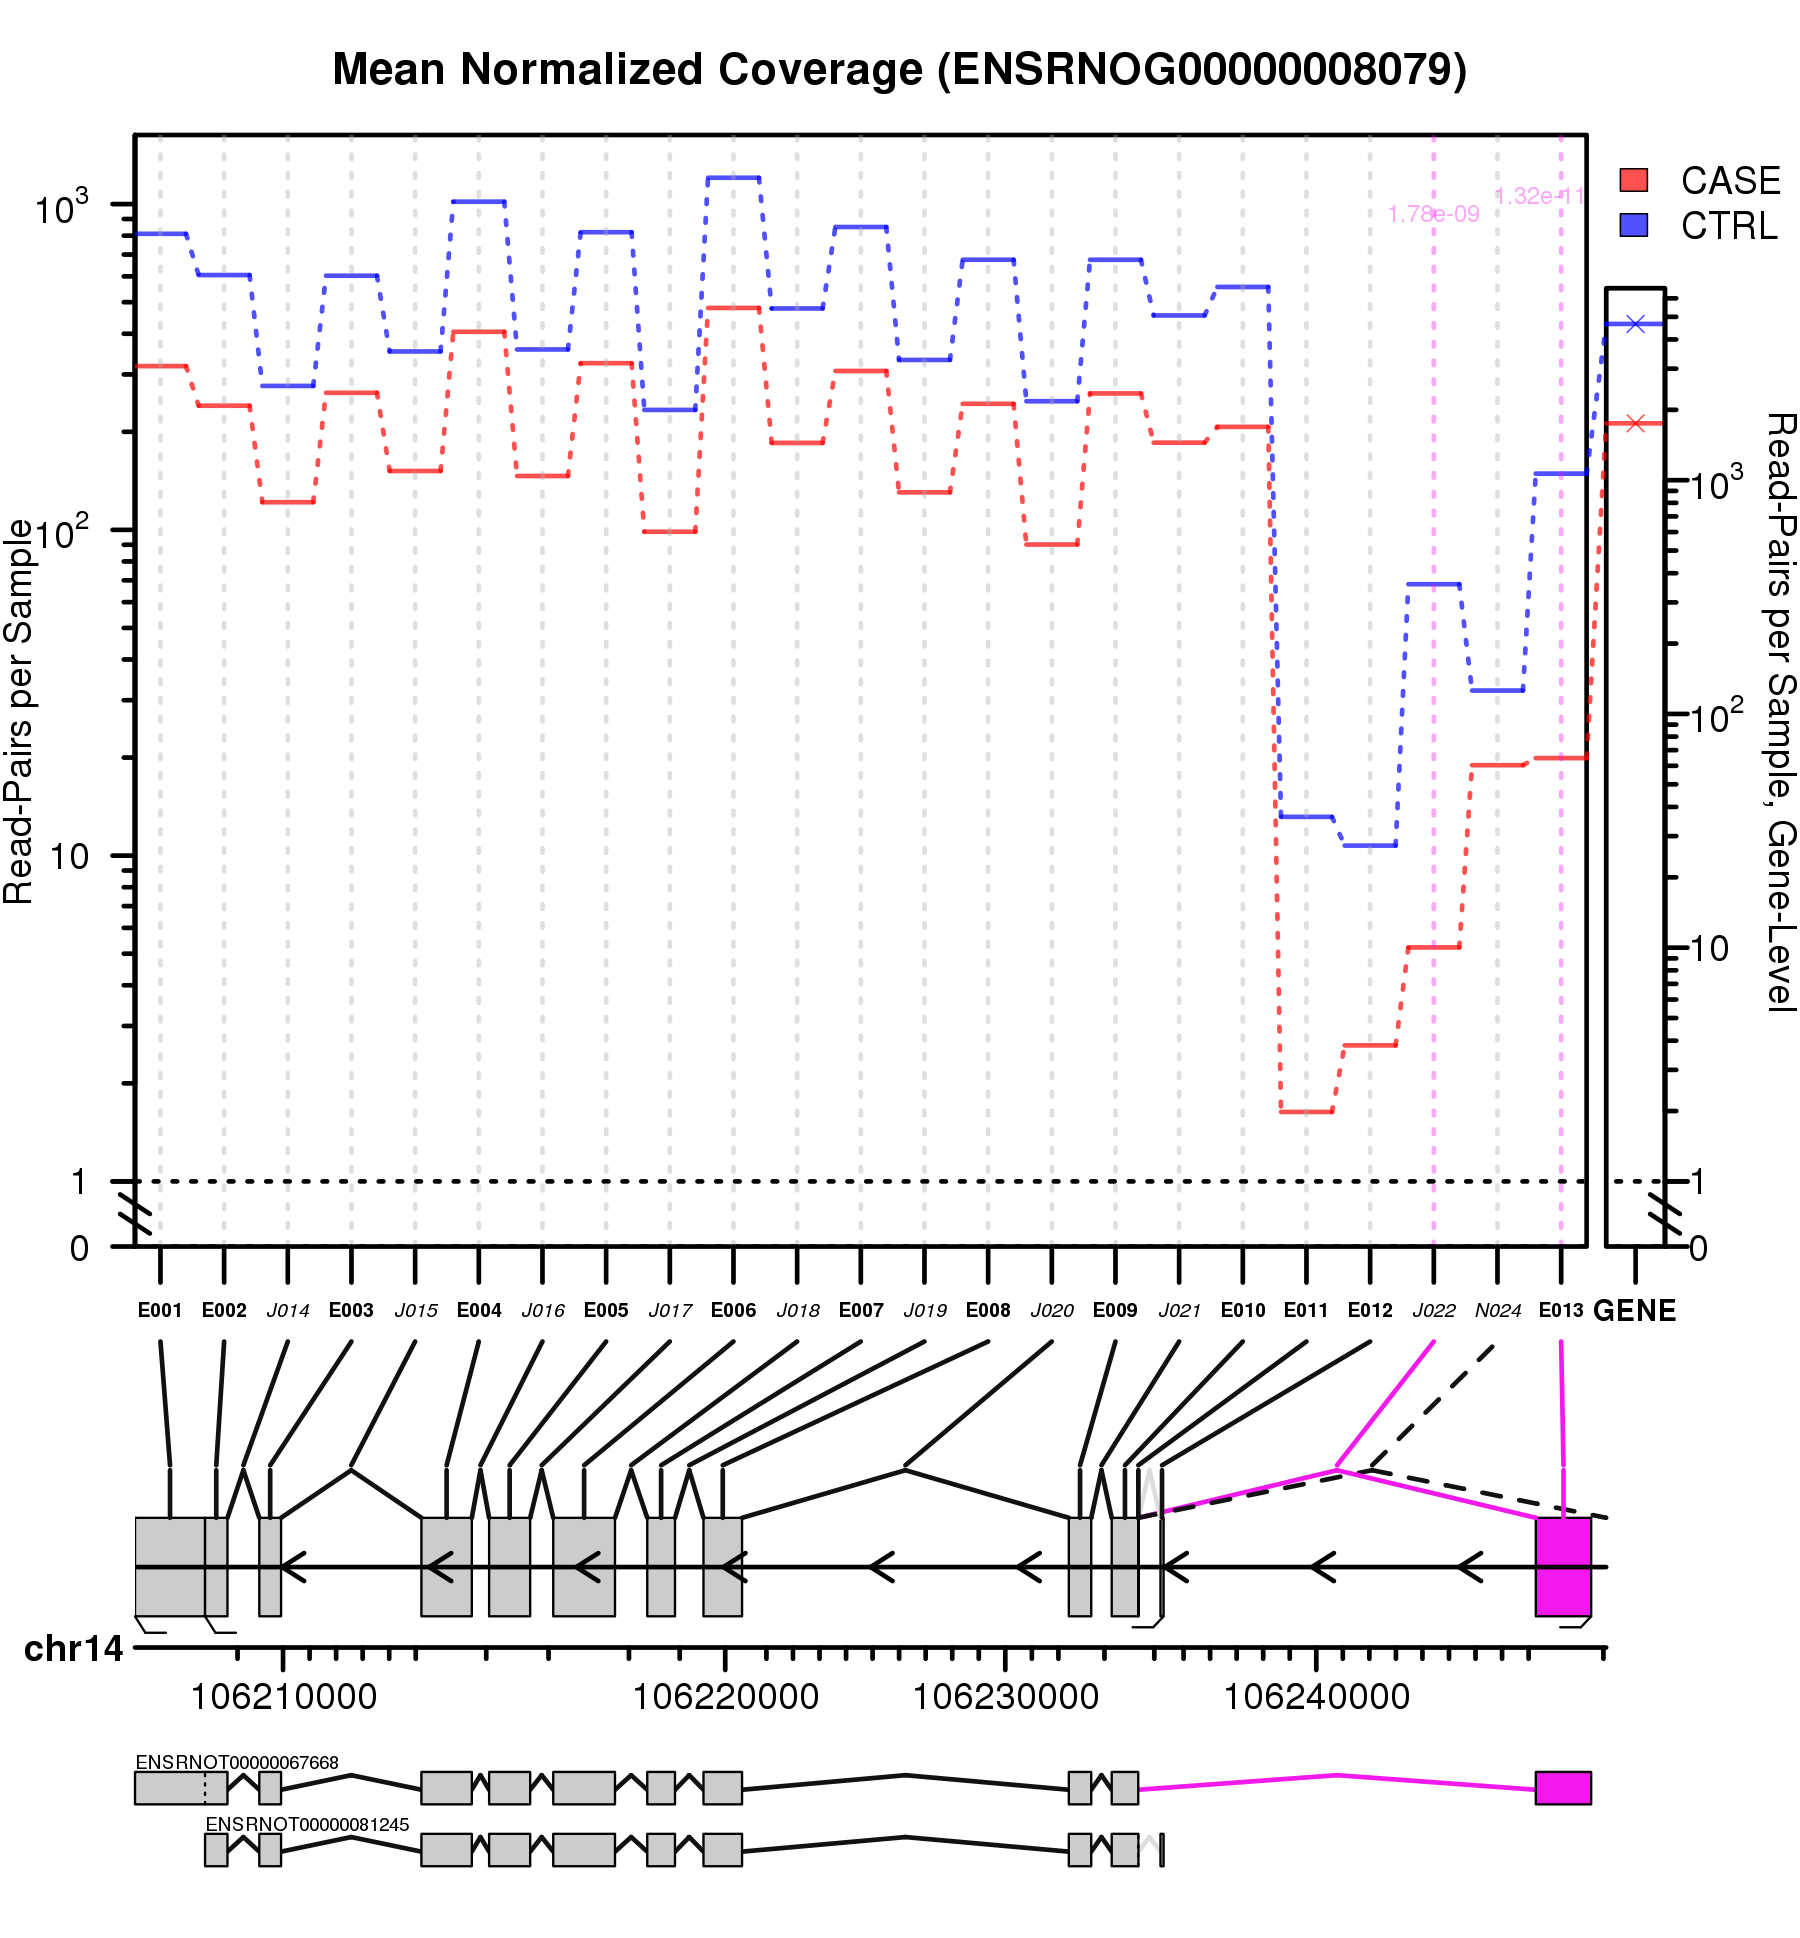 Mean Normalized Coverage (ENSRNOG00000008079)
CASE
CTRL
1.32e-11
1.78e-09
Read-Pairs per Sample
10^3
10^2
10
1
0
Read-Pairs per Sample, Gene-Level
10^3
10^2
10
1
0
E001 E002 J014 E003 J015 E004 J016 E005 J017 E006 J018 E007 J019 E008 J020 E009 J021 E010 E011 E012 J022 N024 E013 GENE
chr14
106210000 106220000 106230000 106240000
ENSRNOT00000067668
ENSRNOT00000081245